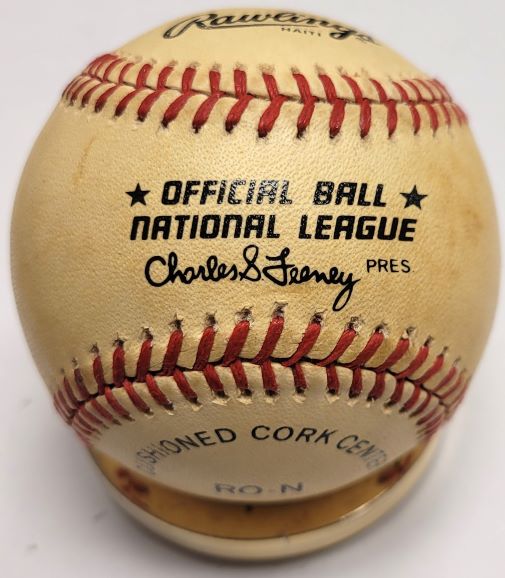 Rawlings
HAITI
★ OFFICIAL BALL ★
NATIONAL LEAGUE
Charles S Feeney PRES
CUSHIONED CORK CENTER
RO-N